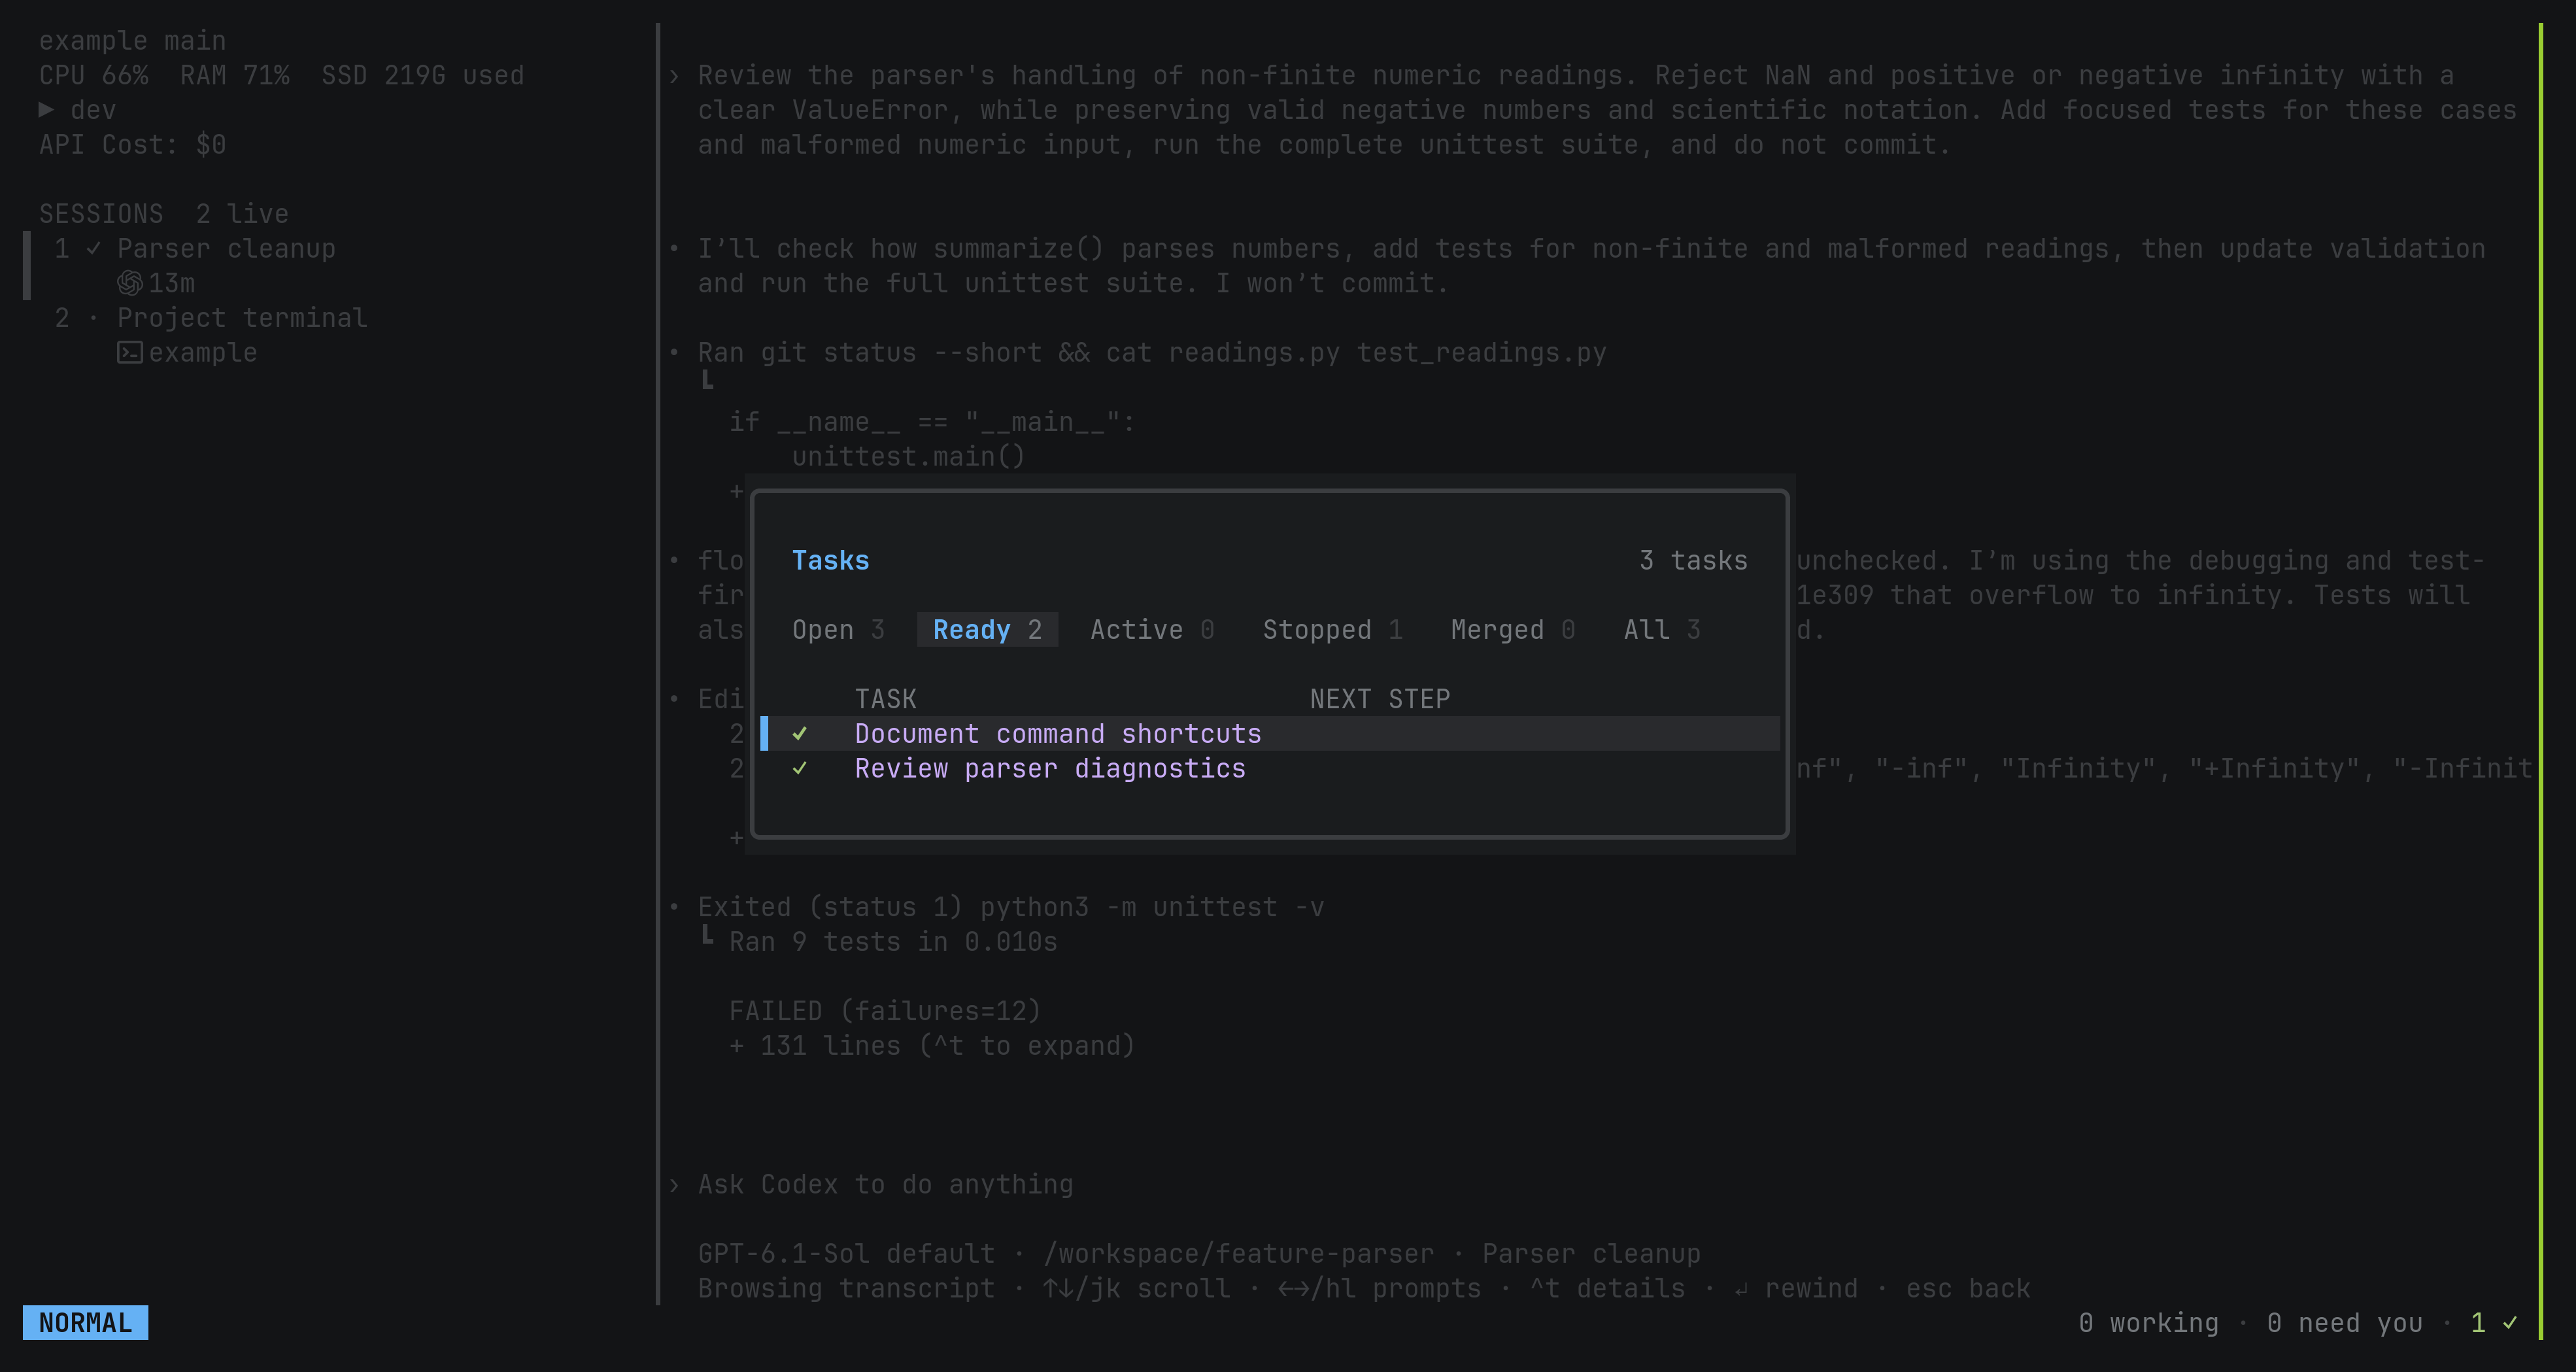 example main
CPU 66%  RAM 71%  SSD 219G used
▶ dev
API Cost: $0
SESSIONS  2 live
1 ✓ Parser cleanup
13m
2 · Project terminal
example
› Review the parser's handling of non-finite numeric readings. Reject NaN and positive or negative infinity with a
clear ValueError, while preserving valid negative numbers and scientific notation. Add focused tests for these cases
and malformed numeric input, run the complete unittest suite, and do not commit.
• I’ll check how summarize() parses numbers, add tests for non-finite and malformed readings, then update validation
and run the full unittest suite. I won’t commit.
• Ran git status --short && cat readings.py test_readings.py
└
if __name__ == "__main__":
unittest.main()
+
• flo
unchecked. I’m using the debugging and test-
fir
1e309 that overflow to infinity. Tests will
als
d.
• Edi
2
2
nf", "-inf", "Infinity", "+Infinity", "-Infinit
+
Tasks  3 tasks
Open 3  Ready 2  Active 0  Stopped 1  Merged 0  All 3
TASK  NEXT STEP
✓ Document command shortcuts
✓ Review parser diagnostics
• Exited (status 1) python3 -m unittest -v
└ Ran 9 tests in 0.010s
FAILED (failures=12)
+ 131 lines (^t to expand)
› Ask Codex to do anything
GPT-6.1-Sol default · /workspace/feature-parser · Parser cleanup
Browsing transcript · ↑↓/jk scroll · ←→/hl prompts · ^t details · ↵ rewind · esc back
NORMAL
0 working · 0 need you · 1 ✓